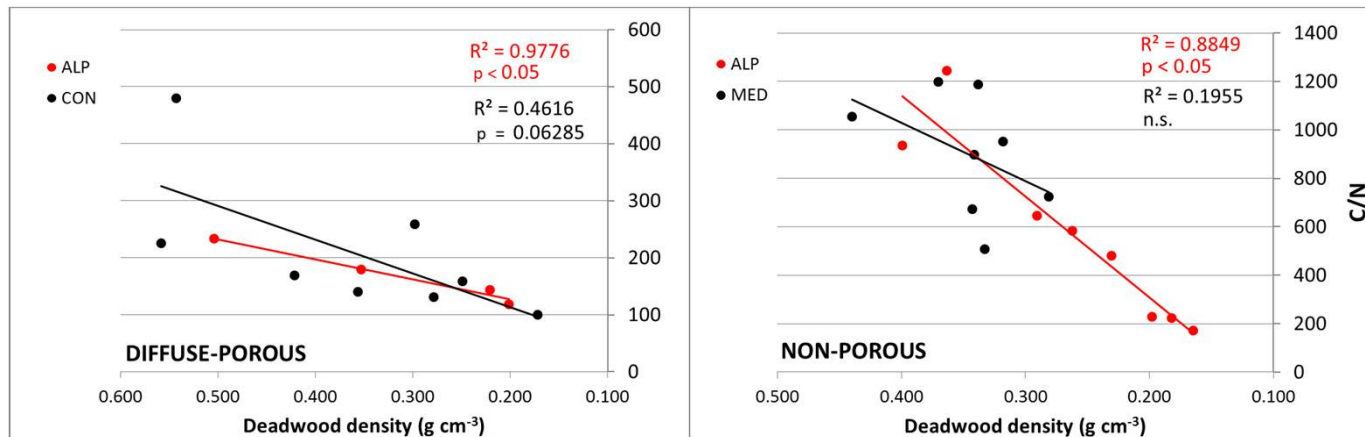 R² = 0.9776
p < 0.05
ALP
CON
R² = 0.4616
p = 0.06285
600
500
400
300
200
100
0
DIFFUSE-POROUS
0.600 0.500 0.400 0.300 0.200 0.100
Deadwood density (g cm⁻³)
R² = 0.8849
p < 0.05
ALP
MED
R² = 0.1955
n.s.
1400
1200
1000
800
600
400
200
0
C/N
NON-POROUS
0.500 0.400 0.300 0.200 0.100
Deadwood density (g cm⁻³)